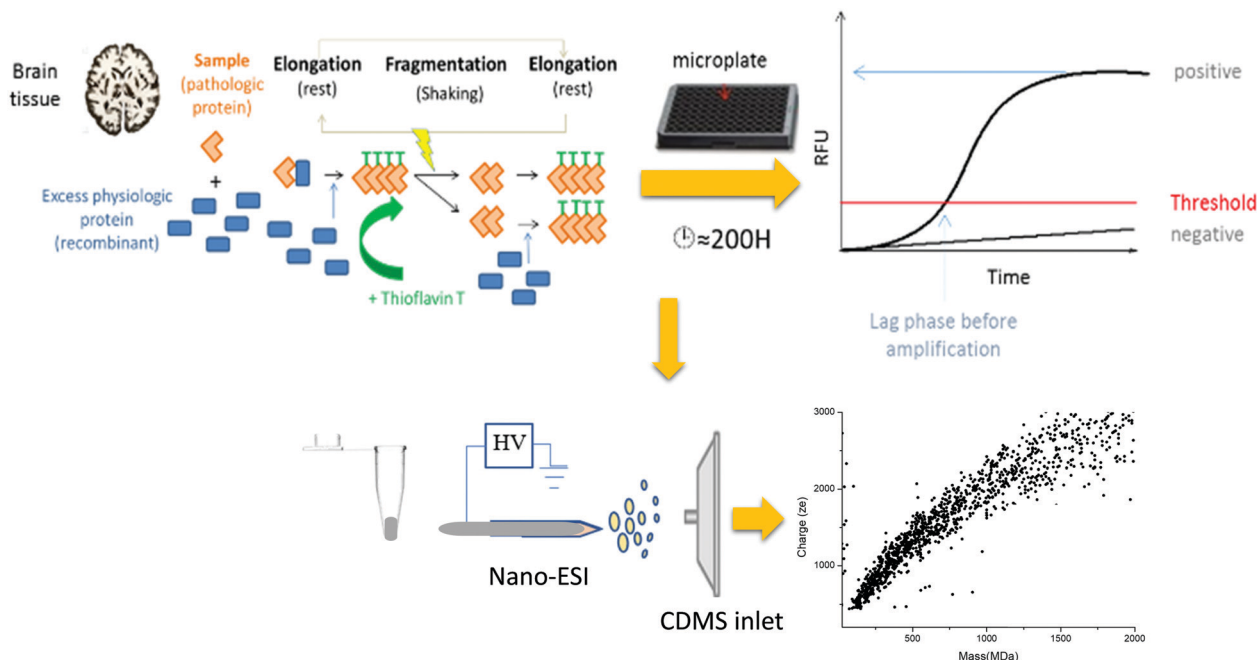 Brain
tissue
Sample
(pathologic
protein)
+
Excess physiologic
protein
(recombinant)
Elongation
(rest)
Fragmentation
(Shaking)
Elongation
(rest)
T T T T
T T T T
T T T T
+ Thioflavin T
microplate
≈200H
RFU
positive
Threshold
negative
Time
Lag phase before
amplification
HV
Nano-ESI
CDMS inlet
Charge (ze)
3000
2000
1000
500
1000
1500
2000
Mass(MDa)